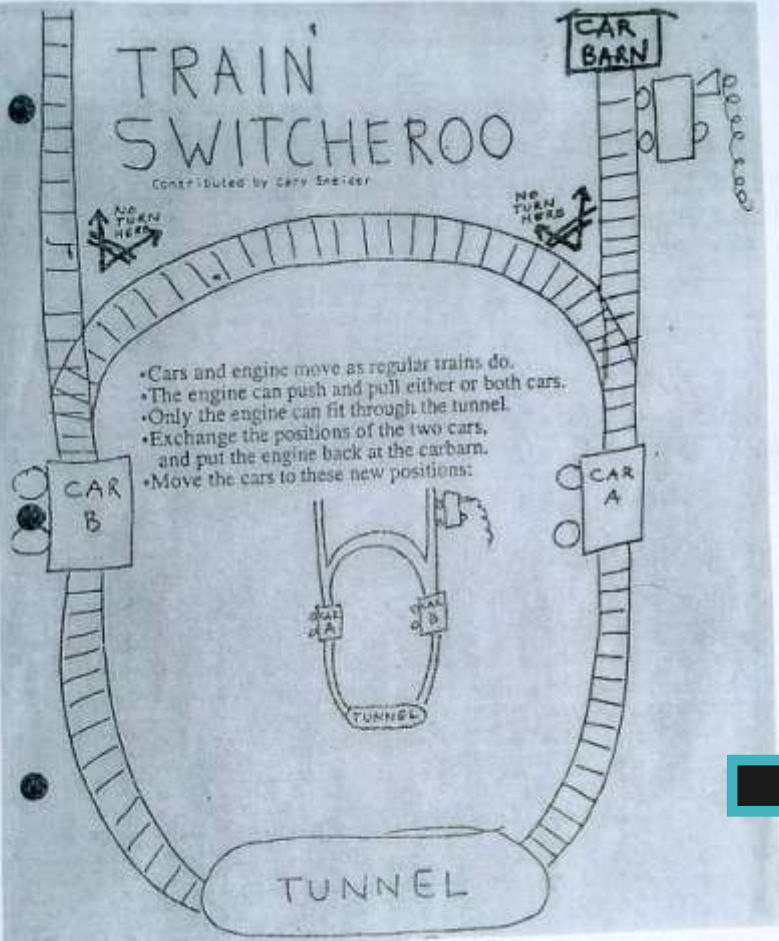 CAR
BARN
TRAIN
SWITCHEROO
Contributed by Cary Sneider
NO
TURN
HERE
NO
TURN
HERE
•Cars and engine move as regular trains do.
•The engine can push and pull either or both cars.
•Only the engine can fit through the tunnel.
•Exchange the positions of the two cars,
and put the engine back at the carbarn.
•Move the cars to these new positions:
CAR
B
CAR
A
CAR
A
CAR
B
TUNNEL
TUNNEL